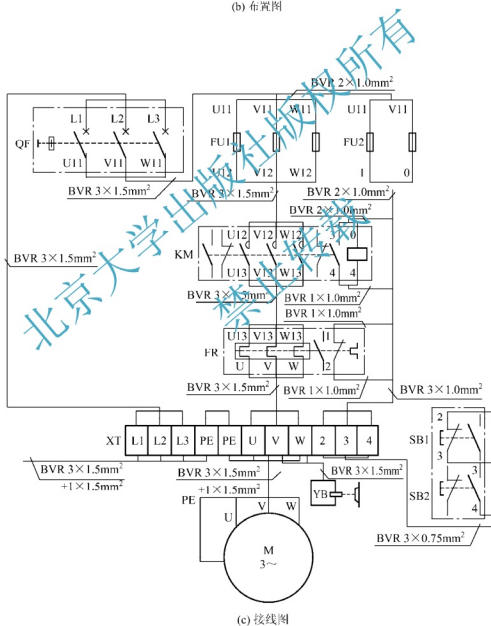 (b) 布置图
BVR 2×1.0mm²
L1 L2 L3
U11 V11 W11
U11 V11
QF
FU1
FU2
U11 V11 W11
U12 V12 W12
1 0
BVR 3×1.5mm²
BVR 3×1.5mm²
BVR 2×1.0mm²
BVR 2×1.0mm²
U12 V12 W12 3 0
KM
BVR 3×1.5mm²
U13 V13 W13 4 4
BVR 3×1.5mm²
BVR 1×1.0mm²
BVR 1×1.0mm²
U13 V13 W13 1
FR
U V W 2
BVR 3×1.5mm²
BVR 1×1.0mm²
BVR 3×1.0mm²
XT L1 L2 L3 PE PE U V W 2 3 4
2
SB1
3
3
SB2
4
BVR 3×1.5mm²
+1×1.5mm²
BVR 3×1.5mm²
+1×1.5mm²
BVR 3×1.5mm²
YB
PE
U V W
BVR 3×0.75mm²
M
3~
(c) 接线图
北京大学出版社版权所有
禁止转载